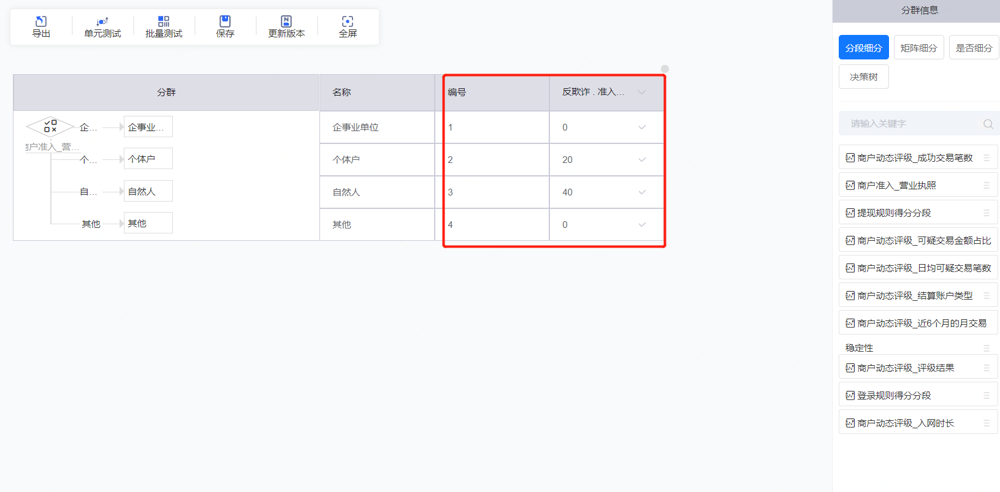 导出
单元测试
批量测试
保存
更新版本
全屏
分群
名称
编号
反欺诈 . 准入...
企...
企事业...
企事业单位
1
0
商户准入_营...
个...
个体户
个体户
2
20
自...
自然人
自然人
3
40
其他
其他
其他
4
0
分群信息
分段细分
矩阵细分
是否细分
决策树
请输入关键字
商户动态评级_成功交易笔数
商户准入_营业执照
提现规则得分分段
商户动态评级_可疑交易金额占比
商户动态评级_日均可疑交易笔数
商户动态评级_结算账户类型
商户动态评级_近6个月的月交易
稳定性
商户动态评级_评级结果
登录规则得分分段
商户动态评级_入网时长